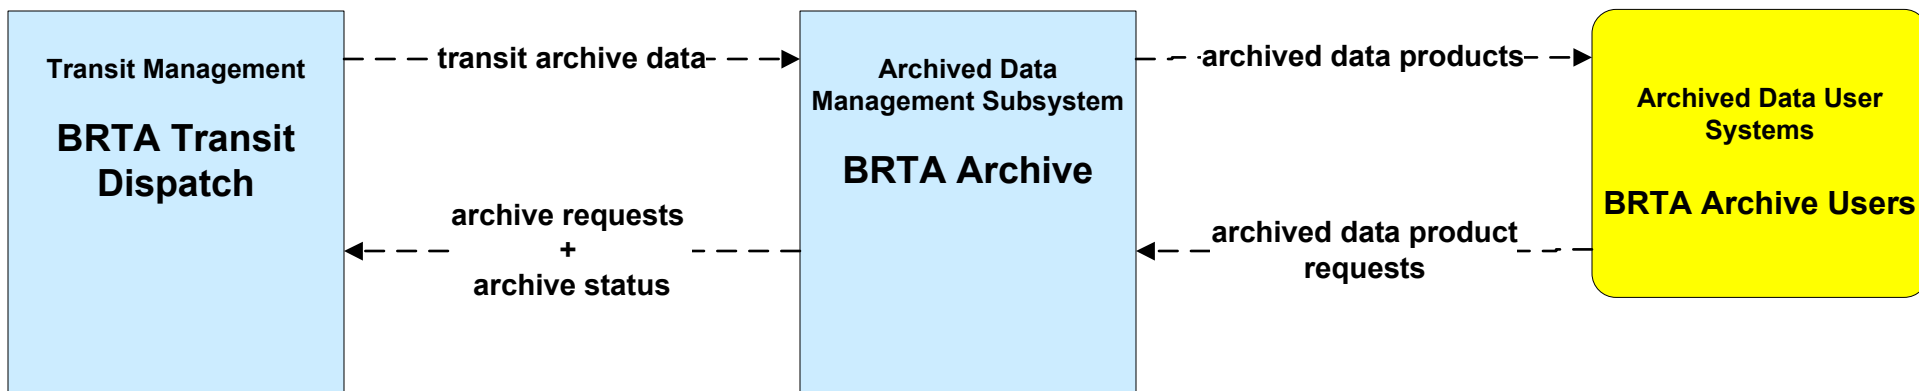 Transit Management
BRTA Transit
Dispatch
transit archive data
archive requests
+
archive status
Archived Data
Management Subsystem
BRTA Archive
archived data products
archived data product
requests
Archived Data User
Systems
BRTA Archive Users